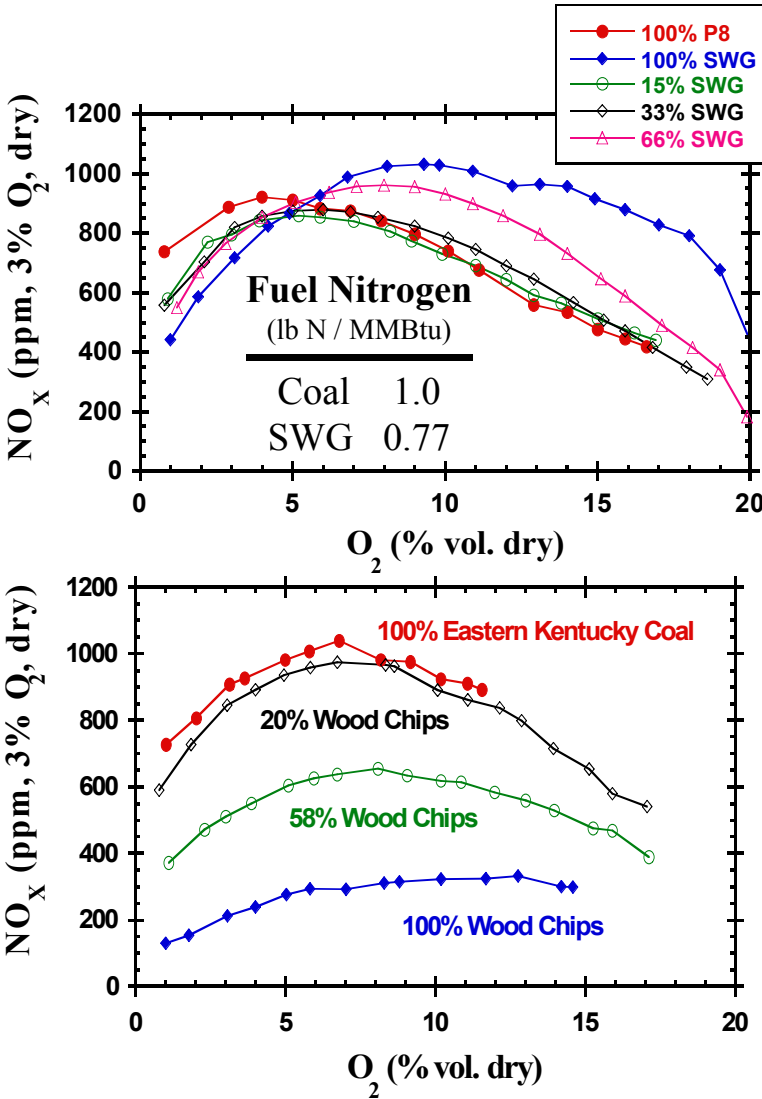 100% P8
100% SWG
15% SWG
33% SWG
66% SWG
NOX (ppm, 3% O2, dry)
1200
1000
800
600
400
200
0
Fuel Nitrogen
(lb N / MMBtu)
Coal 1.0
SWG 0.77
0 5 10 15 20
O2 (% vol. dry)
NOX (ppm, 3% O2, dry)
1200
1000
800
600
400
200
0
100% Eastern Kentucky Coal
20% Wood Chips
58% Wood Chips
100% Wood Chips
0 5 10 15 20
O2 (% vol. dry)